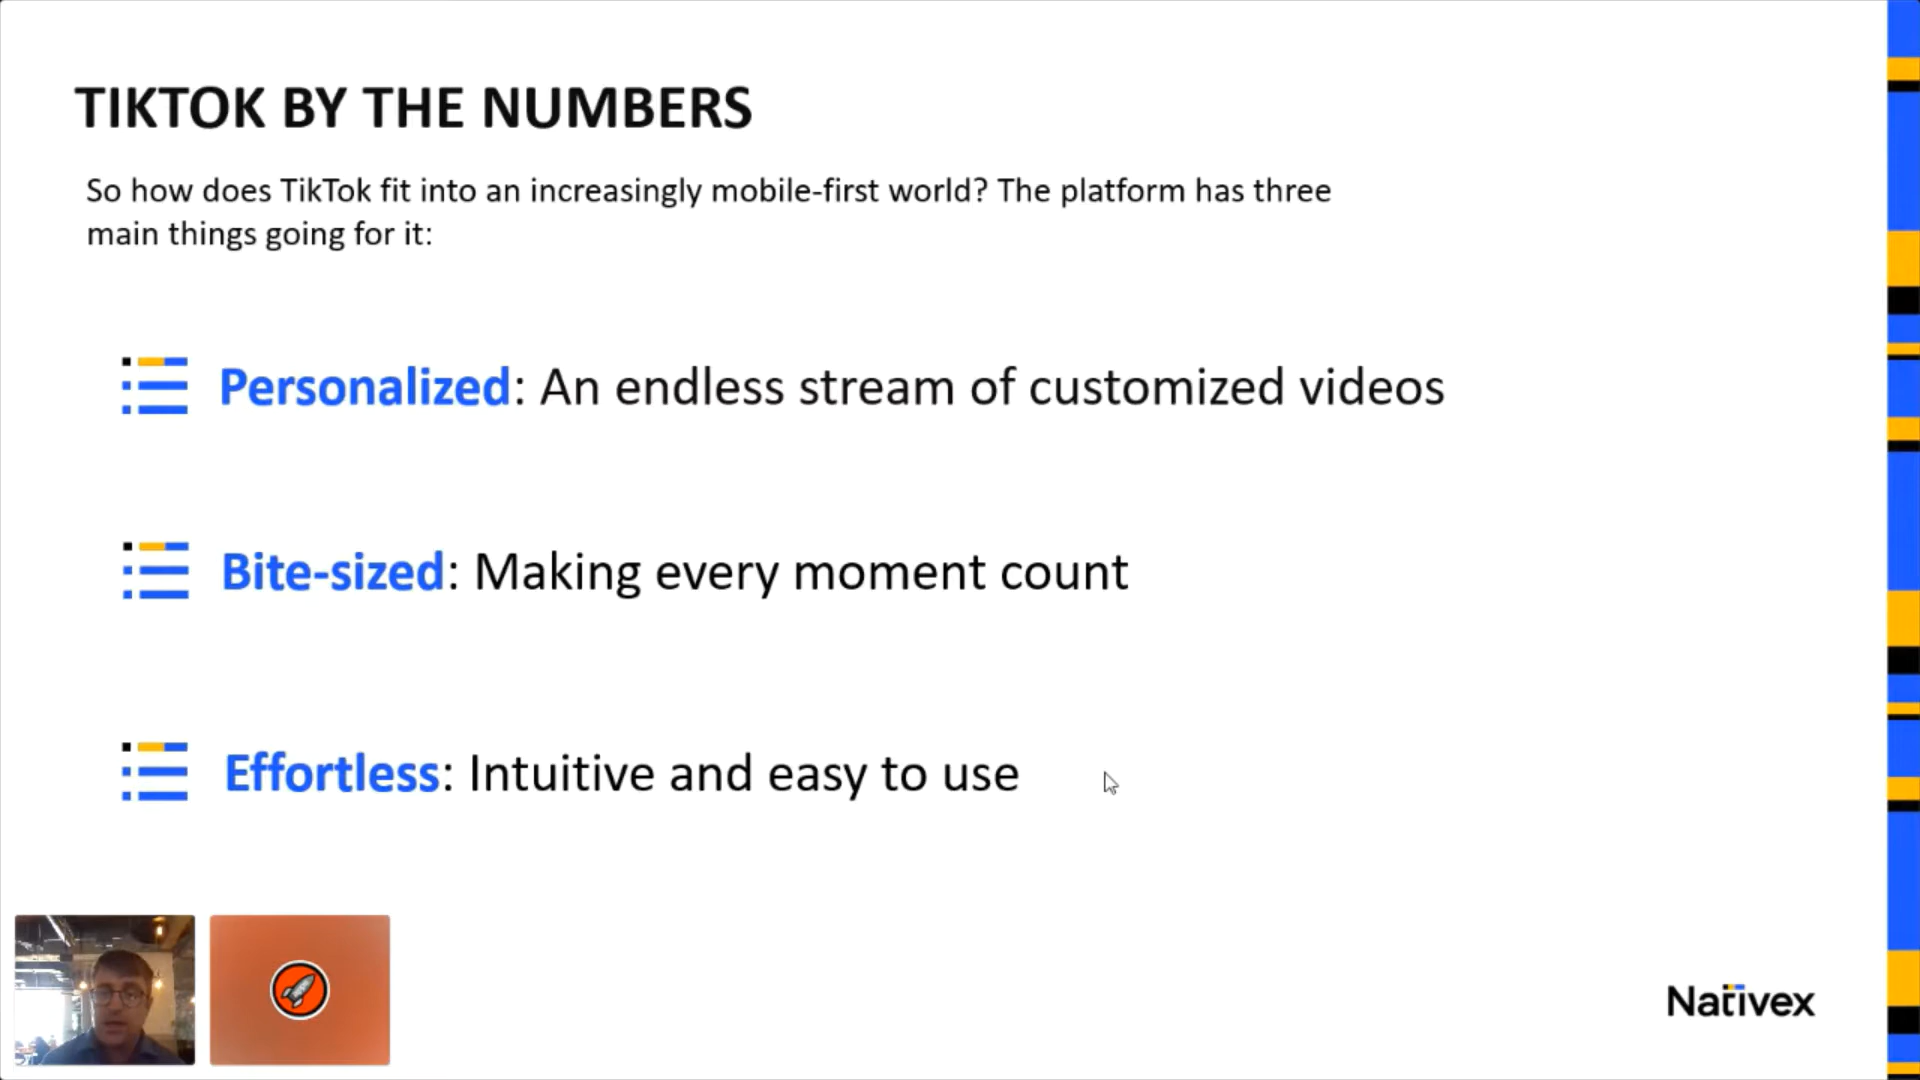 TIKTOK BY THE NUMBERS
So how does TikTok fit into an increasingly mobile-first world? The platform has three
main things going for it:
Personalized: An endless stream of customized videos
Bite-sized: Making every moment count
Effortless: Intuitive and easy to use
Nativex